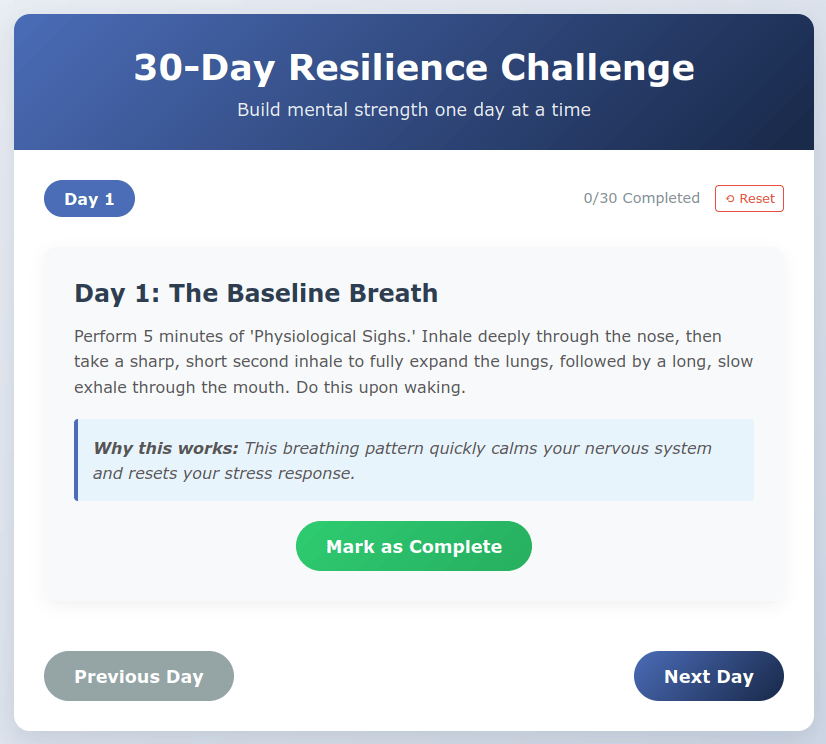 30-Day Resilience Challenge
Build mental strength one day at a time
Day 1
0/30 Completed
⟲ Reset
Day 1: The Baseline Breath
Perform 5 minutes of 'Physiological Sighs.' Inhale deeply through the nose, then
take a sharp, short second inhale to fully expand the lungs, followed by a long, slow
exhale through the mouth. Do this upon waking.
Why this works: This breathing pattern quickly calms your nervous system
and resets your stress response.
Mark as Complete
Previous Day
Next Day